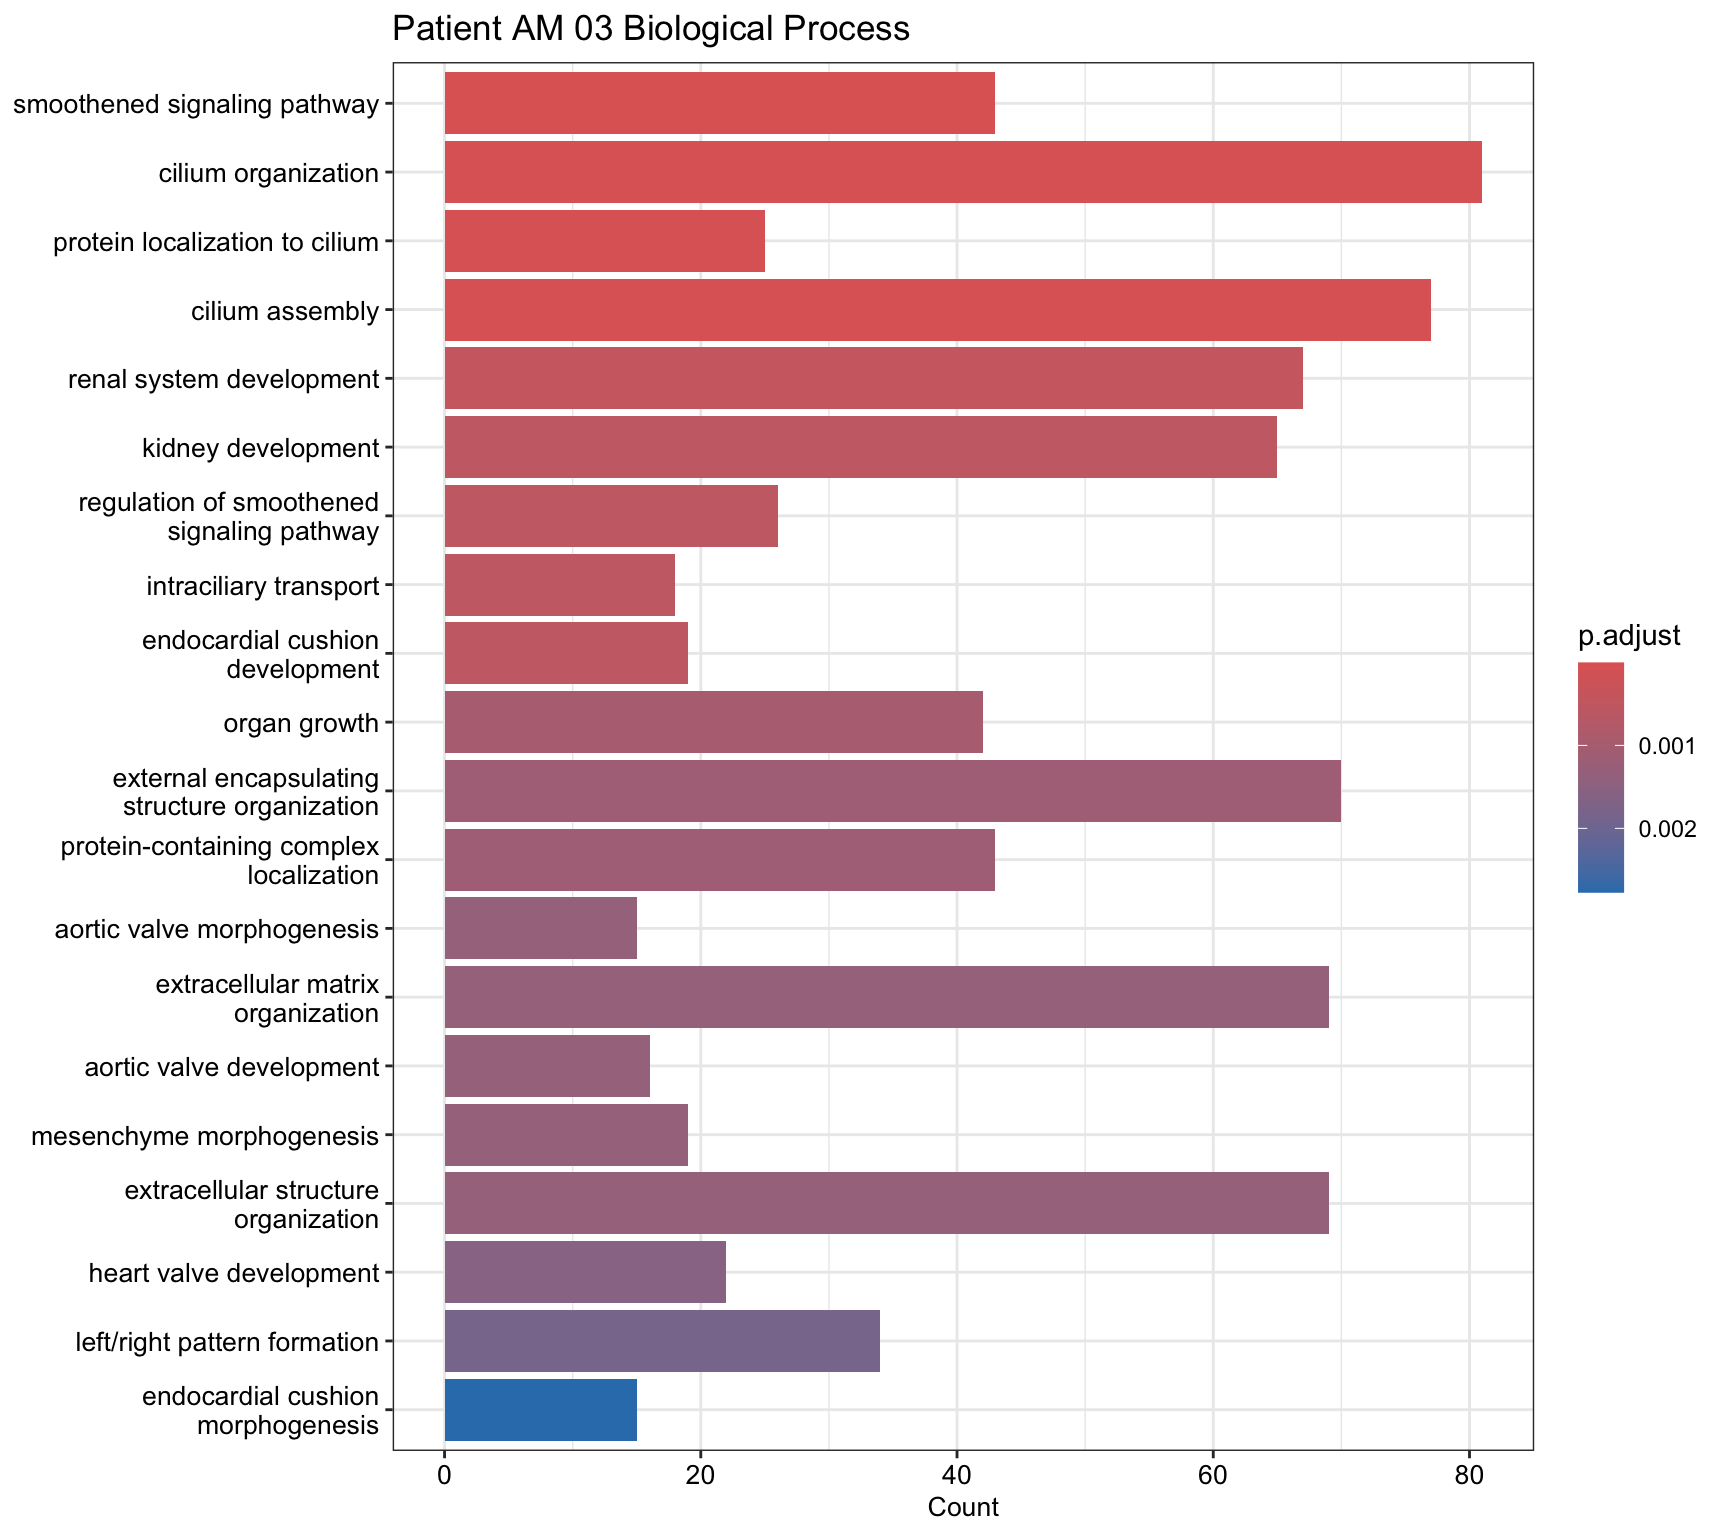 Patient AM 03 Biological Process
smoothened signaling pathway
cilium organization
protein localization to cilium
cilium assembly
renal system development
kidney development
regulation of smoothened
signaling pathway
intraciliary transport
endocardial cushion
development
organ growth
external encapsulating
structure organization
protein-containing complex
localization
aortic valve morphogenesis
extracellular matrix
organization
aortic valve development
mesenchyme morphogenesis
extracellular structure
organization
heart valve development
left/right pattern formation
endocardial cushion
morphogenesis
0 20 40 60 80
Count
p.adjust
0.001
0.002